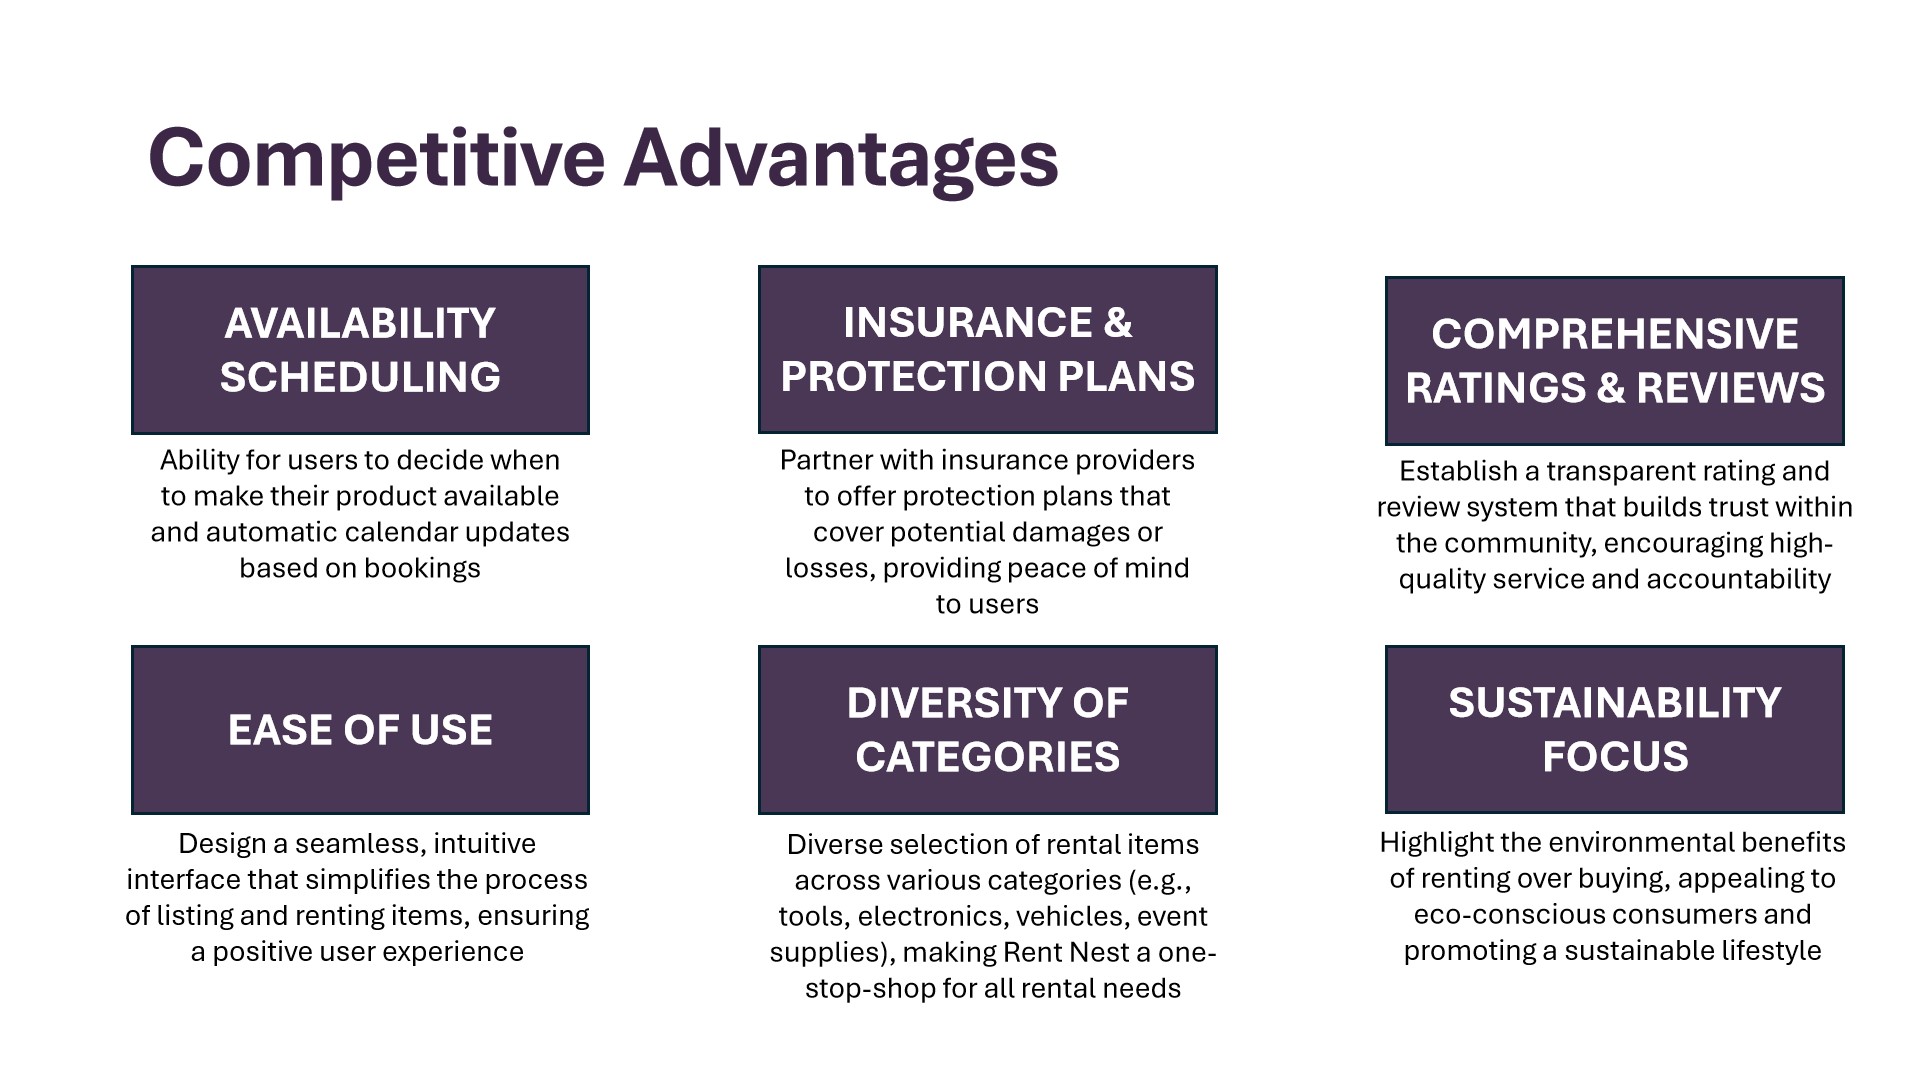 Competitive Advantages
AVAILABILITY
SCHEDULING
Ability for users to decide when
to make their product available
and automatic calendar updates
based on bookings
INSURANCE &
PROTECTION PLANS
Partner with insurance providers
to offer protection plans that
cover potential damages or
losses, providing peace of mind
to users
COMPREHENSIVE
RATINGS & REVIEWS
Establish a transparent rating and
review system that builds trust within
the community, encouraging high-
quality service and accountability
EASE OF USE
Design a seamless, intuitive
interface that simplifies the process
of listing and renting items, ensuring
a positive user experience
DIVERSITY OF
CATEGORIES
Diverse selection of rental items
across various categories (e.g.,
tools, electronics, vehicles, event
supplies), making Rent Nest a one-
stop-shop for all rental needs
SUSTAINABILITY
FOCUS
Highlight the environmental benefits
of renting over buying, appealing to
eco-conscious consumers and
promoting a sustainable lifestyle